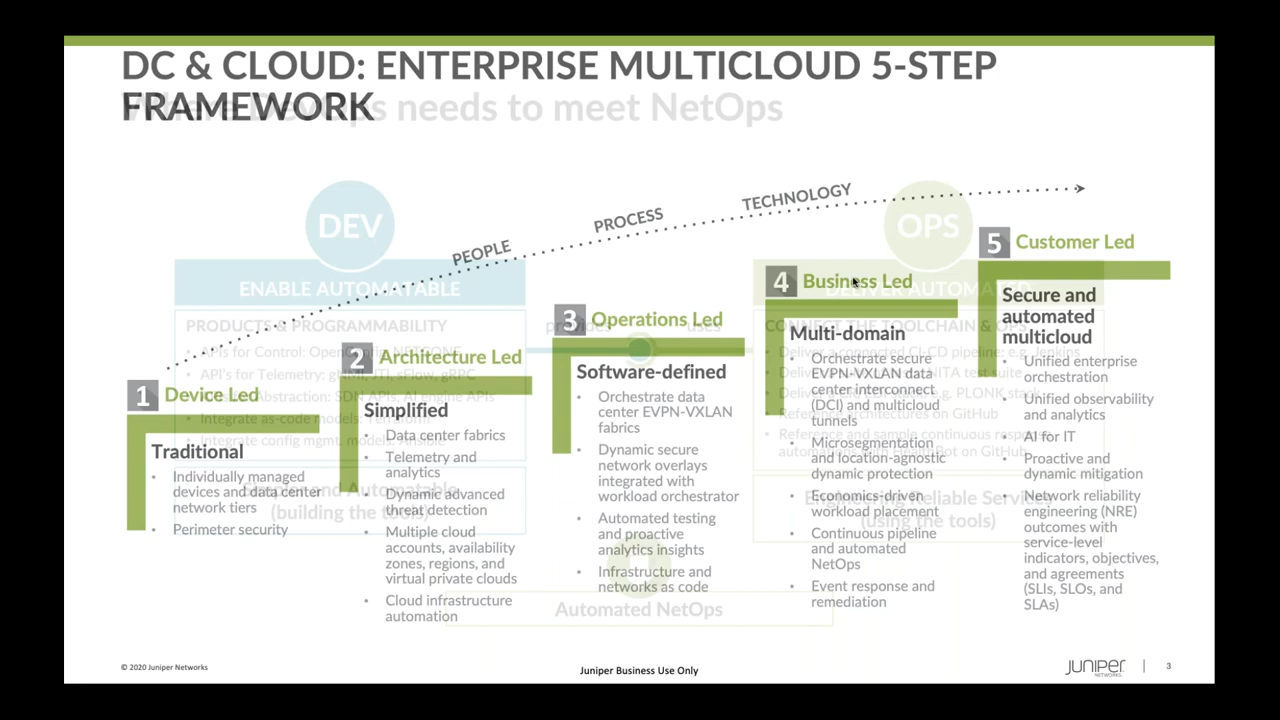 DC & CLOUD: ENTERPRISE MULTICLOUD 5-STEP
FRAMEWORK
needs to meet NetOps
PEOPLE
PROCESS
TECHNOLOGY
DEV
ENABLE AUTOMATABLE
PRODUCTS & PROGRAMMABILITY
OPS
1 Device Led
Traditional
• Individually managed
devices and data center
network tiers
• Perimeter security
2 Architecture Led
Simplified
• Data center fabrics
• Telemetry and
analytics
• Dynamic advanced
threat detection
• Multiple cloud
accounts, availability
zones, regions, and
virtual private clouds
• Cloud infrastructure
automation
3 Operations Led
Software-defined
• Orchestrate data
center EVPN-VXLAN
fabrics
• Dynamic secure
network overlays
integrated with
workload orchestrator
• Automated testing
and proactive
analytics insights
• Infrastructure and
networks as code
4 Business Led
Multi-domain
• Orchestrate secure
EVPN-VXLAN data
center interconnect
(DCI) and multicloud
tunnels
• Microsegmentation
and location-agnostic
dynamic protection
• Economics-driven
workload placement
• Continuous pipeline
and automated
NetOps
• Event response and
remediation
5 Customer Led
Secure and
automated
multicloud
• Unified enterprise
orchestration
• Unified observability
and analytics
• AI for IT
• Proactive and
dynamic mitigation
• Network reliability
engineering (NRE)
outcomes with
service-level
indicators, objectives,
and agreements
(SLIs, SLOs, and
SLAs)
(building the tools)
(using the tools)
Automated NetOps
© 2020 Juniper Networks
Juniper Business Use Only
JUNIPER
NETWORKS
3